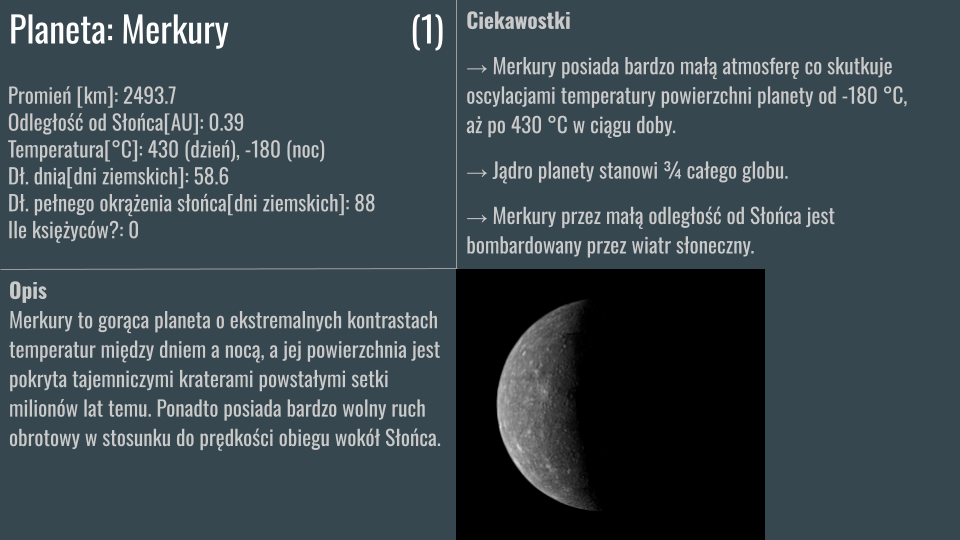 Planeta: Merkury (1)
Promień [km]: 2493.7
Odległość od Słońca[AU]: 0.39
Temperatura[°C]: 430 (dzień), -180 (noc)
Dł. dnia[dni ziemskich]: 58.6
Dł. pełnego okrążenia słońca[dni ziemskich]: 88
Ile księżyców?: 0
Opis
Merkury to gorąca planeta o ekstremalnych kontrastach
temperatur między dniem a nocą, a jej powierzchnia jest
pokryta tajemniczymi kraterami powstałymi setki
milionów lat temu. Ponadto posiada bardzo wolny ruch
obrotowy w stosunku do prędkości obiegu wokół Słońca.
Ciekawostki
→ Merkury posiada bardzo małą atmosferę co skutkuje
oscylacjami temperatury powierzchni planety od -180 °C,
aż po 430 °C w ciągu doby.
→ Jądro planety stanowi ¾ całego globu.
→ Merkury przez małą odległość od Słońca jest
bombardowany przez wiatr słoneczny.